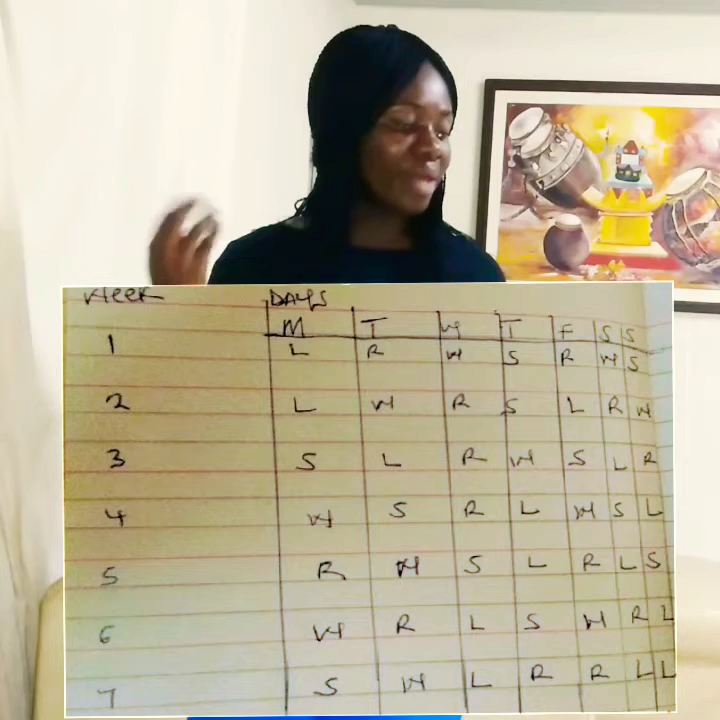 Week DAYS
M T W T F S S
1 L R W S R W S
2 L W R S L R W
3 S L R W S L R
4 W S R L W S L
5 R W S L R L S
6 W R L S W R L
7 S W L R R L L